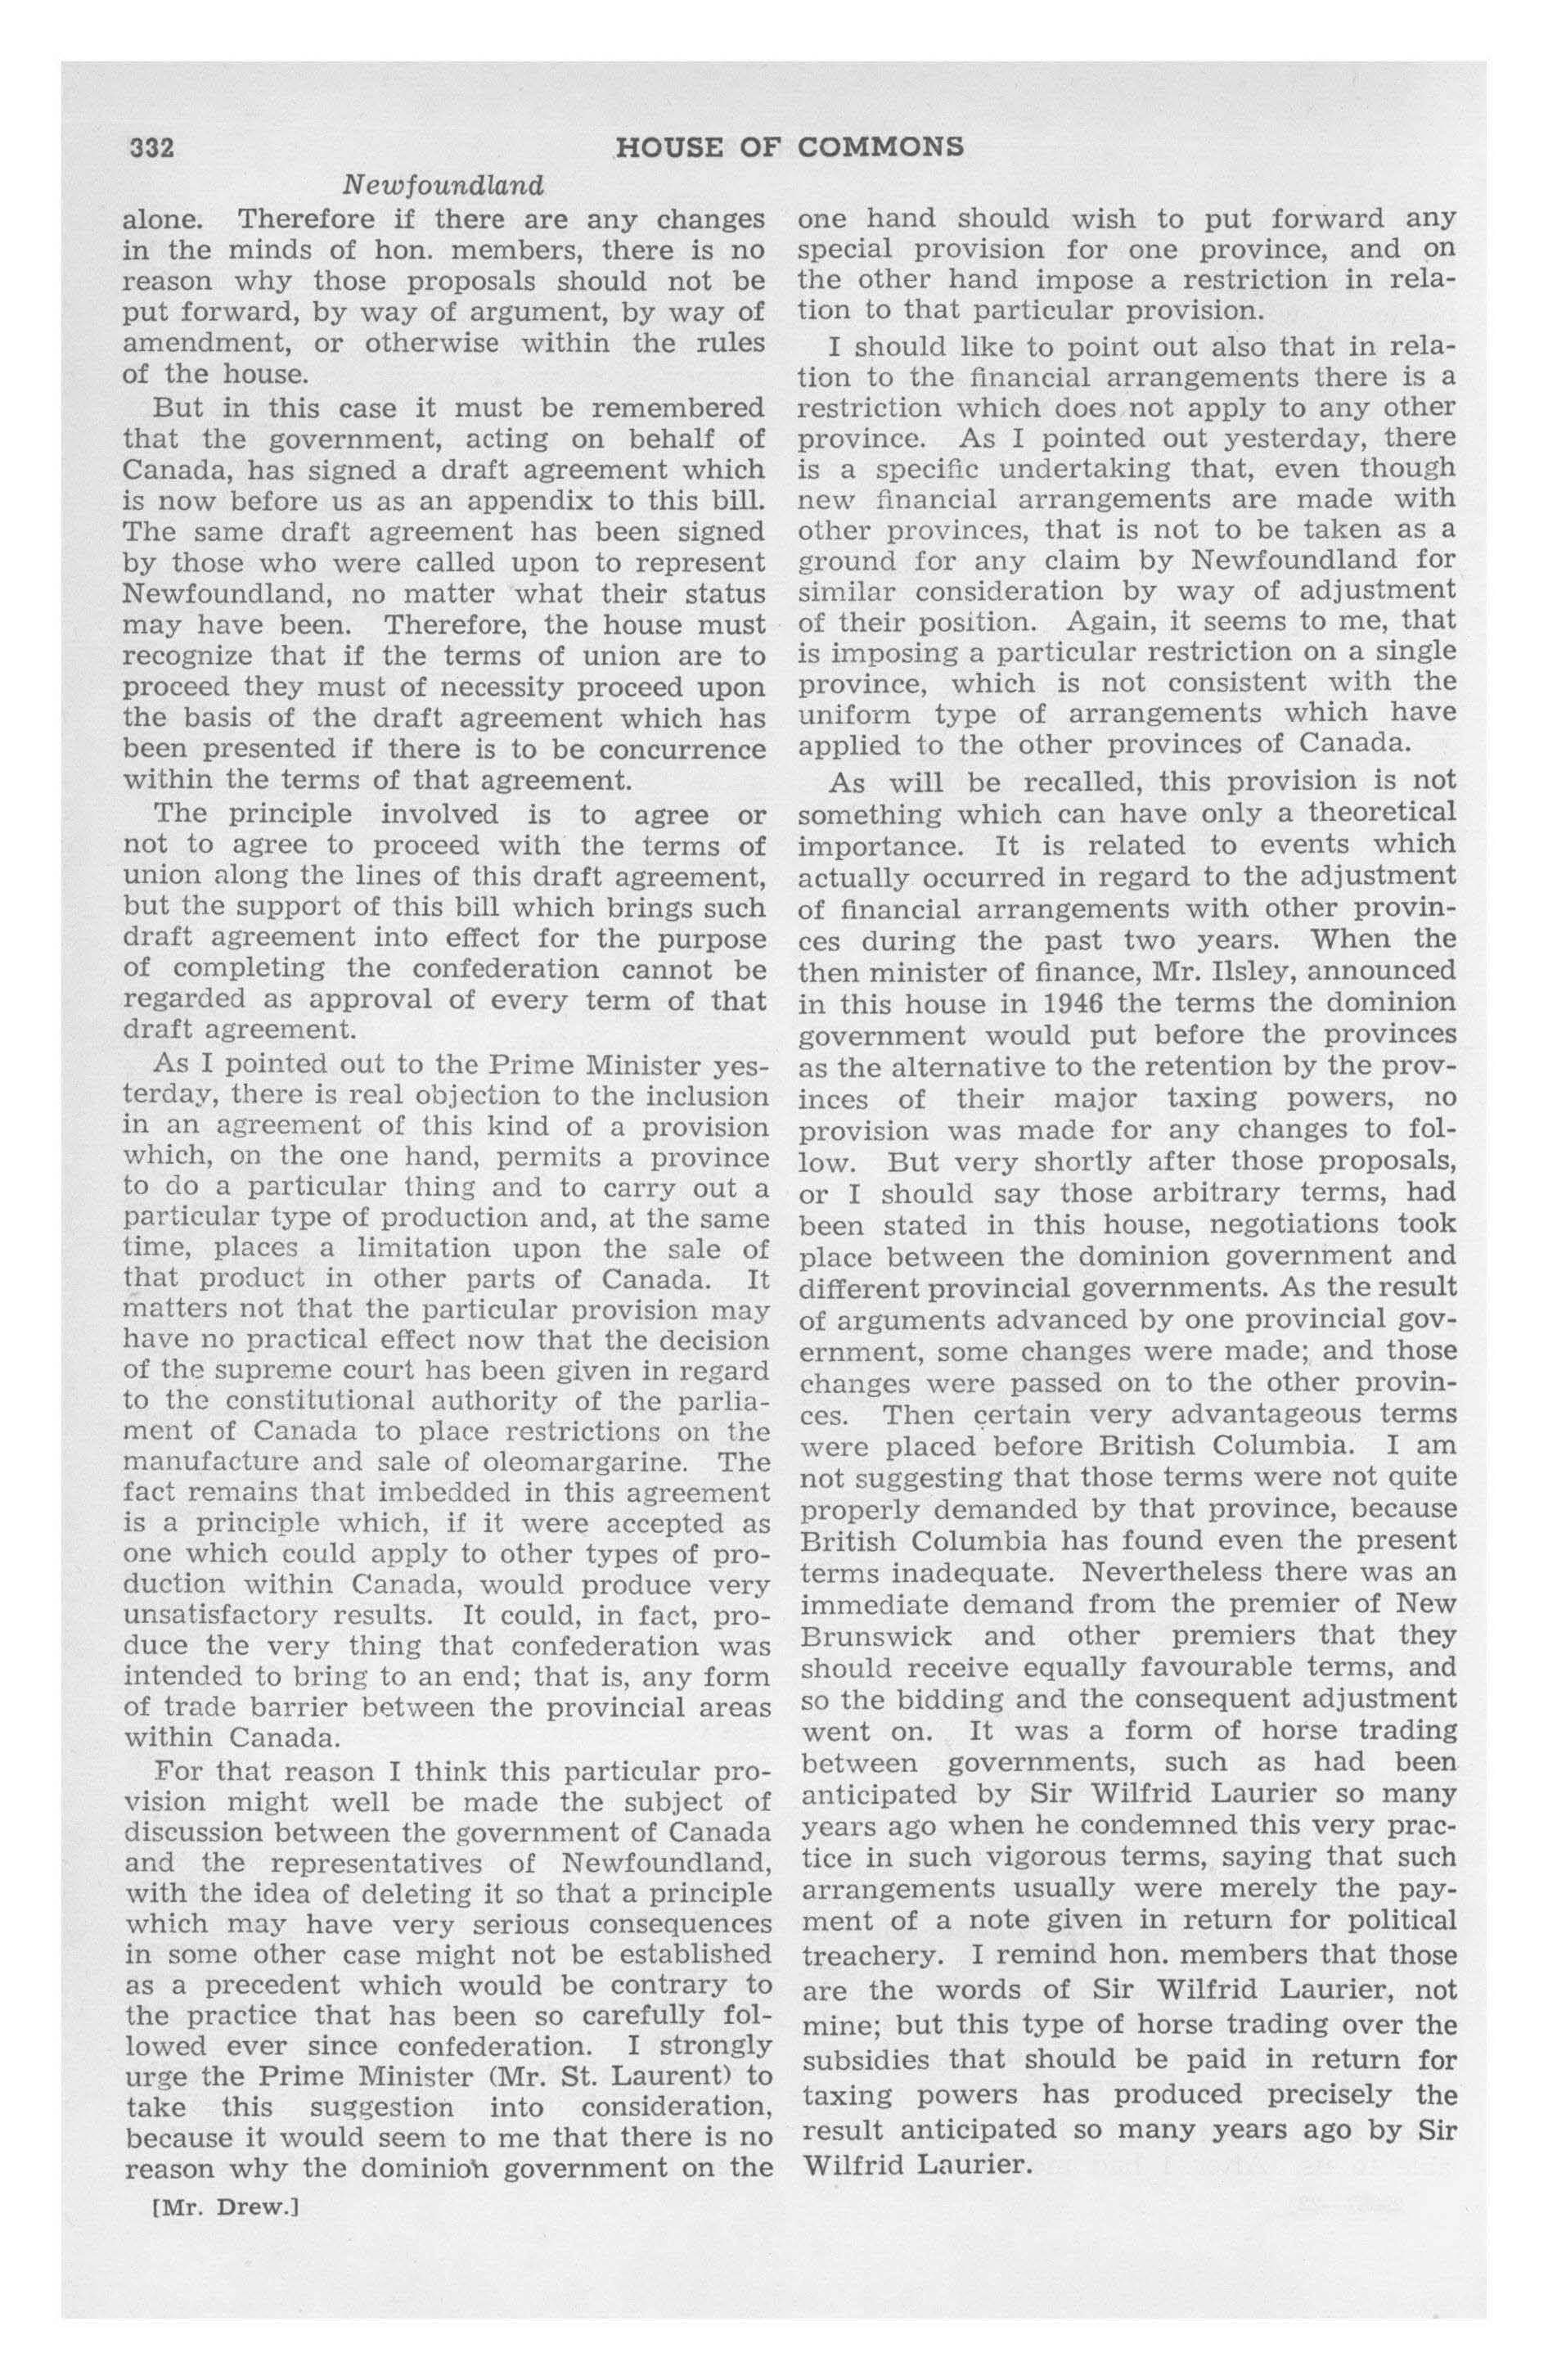 332
HOUSE OF COMMONS
Newfoundland
alone. Therefore if there are any changes
in the minds of hon. members, there is no
reason why those proposals should not be
put forward, by way of argument, by way of
amendment, or otherwise within the rules
of the house.
But in this case it must be remembered
that the government, acting on behalf of
Canada, has signed a draft agreement which
is now before us as an appendix to this bill.
The same draft agreement has been signed
by those who were called upon to represent
Newfoundland, no matter what their status
may have been. Therefore, the house must
recognize that if the terms of union are to
proceed they must of necessity proceed upon
the basis of the draft agreement which has
been presented if there is to be concurrence
within the terms of that agreement.
The principle involved is to agree or
not to agree to proceed with the terms of
union along the lines of this draft agreement,
but the support of this bill which brings such
draft agreement into effect for the purpose
of completing the confederation cannot be
regarded as approval of every term of that
draft agreement.
As I pointed out to the Prime Minister yes-
terday, there is real objection to the inclusion
in an agreement of this kind of a provision
which, on the one hand, permits a province
to do a particular thing and to carry out a
particular type of production and, at the same
time, places a limitation upon the sale of
that product in other parts of Canada. It
matters not that the particular provision may
have no practical effect now that the decision
of the supreme court has been given in regard
to the constitutional authority of the parlia-
ment of Canada to place restrictions on the
manufacture and sale of oleomargarine. The
fact remains that imbedded in this agreement
is a principle which, if it were accepted as
one which could apply to other types of pro-
duction within Canada, would produce very
unsatisfactory results. It could, in fact, pro-
duce the very thing that confederation was
intended to bring to an end; that is, any form
of trade barrier between the provincial areas
within Canada.
For that reason I think this particular pro-
vision might well be made the subject of
discussion between the government of Canada
and the representatives of Newfoundland,
with the idea of deleting it so that a principle
which may have very serious consequences
in some other case might not be established
as a precedent which would be contrary to
the practice that has been so carefully fol-
lowed ever since confederation. I strongly
urge the Prime Minister (Mr. St. Laurent) to
take this suggestion into consideration,
because it would seem to me that there is no
reason why the dominion government on the
[Mr. Drew.]
one hand should wish to put forward any
special provision for one province, and on
the other hand impose a restriction in rela-
tion to that particular provision.
I should like to point out also that in rela-
tion to the financial arrangements there is a
restriction which does not apply to any other
province. As I pointed out yesterday, there
is a specific undertaking that, even though
new financial arrangements are made with
other provinces, that is not to be taken as a
ground for any claim by Newfoundland for
similar consideration by way of adjustment
of their position. Again, it seems to me, that
is imposing a particular restriction on a single
province, which is not consistent with the
uniform type of arrangements which have
applied to the other provinces of Canada.
As will be recalled, this provision is not
something which can have only a theoretical
importance. It is related to events which
actually occurred in regard to the adjustment
of financial arrangements with other provin-
ces during the past two years. When the
then minister of finance, Mr. Ilsley, announced
in this house in 1946 the terms the dominion
government would put before the provinces
as the alternative to the retention by the prov-
inces of their major taxing powers, no
provision was made for any changes to fol-
low. But very shortly after those proposals,
or I should say those arbitrary terms, had
been stated in this house, negotiations took
place between the dominion government and
different provincial governments. As the result
of arguments advanced by one provincial gov-
ernment, some changes were made; and those
changes were passed on to the other provin-
ces. Then certain very advantageous terms
were placed before British Columbia. I am
not suggesting that those terms were not quite
properly demanded by that province, because
British Columbia has found even the present
terms inadequate. Nevertheless there was an
immediate demand from the premier of New
Brunswick and other premiers that they
should receive equally favourable terms, and
so the bidding and the consequent adjustment
went on. It was a form of horse trading
between governments, such as had been
anticipated by Sir Wilfrid Laurier so many
years ago when he condemned this very prac-
tice in such vigorous terms, saying that such
arrangements usually were merely the pay-
ment of a note given in return for political
treachery. I remind hon. members that those
are the words of Sir Wilfrid Laurier, not
mine; but this type of horse trading over the
subsidies that should be paid in return for
taxing powers has produced precisely the
result anticipated so many years ago by Sir
Wilfrid Laurier.